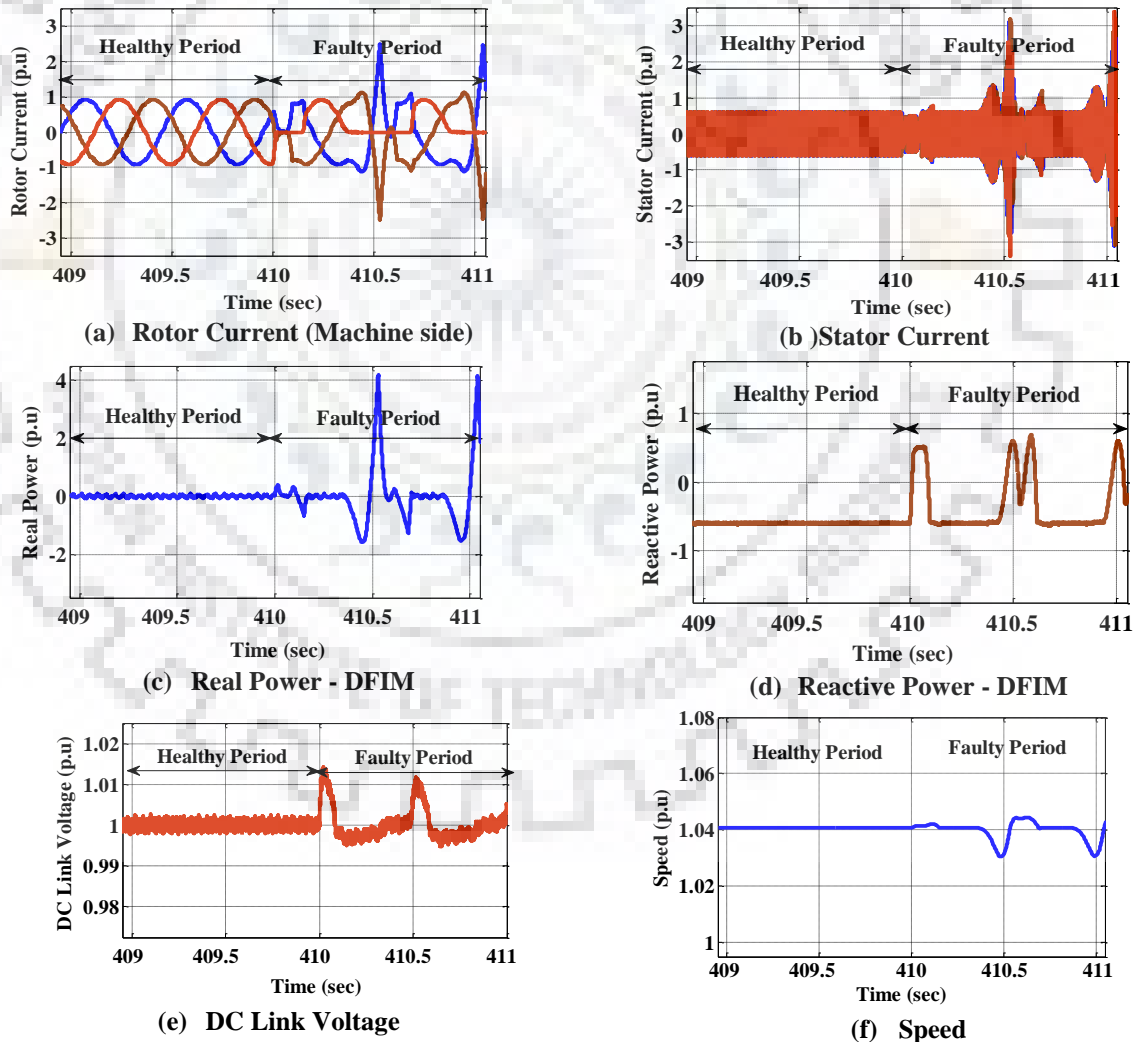 Healthy Period
Faulty Period
Rotor Current (p.u)
3
2
1
0
-1
-2
-3
409
409.5
410
410.5
411
Time (sec)
(a) Rotor Current (Machine side)
Healthy Period
Faulty Period
Stator Current (p.u)
3
2
1
0
-1
-2
-3
409
409.5
410
410.5
411
Time (sec)
(b )Stator Current
Healthy Period
Faulty Period
Real Power (p.u)
4
2
0
-2
409
409.5
410
410.5
411
Time (sec)
(c) Real Power - DFIM
Healthy Period
Faulty Period
Reactive Power (p.u)
1
0
-1
409
409.5
410
410.5
411
Time (sec)
(d) Reactive Power - DFIM
Healthy Period
Faulty Period
DC Link Voltage (p.u)
1.02
1.01
1
0.99
0.98
409
409.5
410
410.5
411
Time (sec)
(e) DC Link Voltage
Healthy Period
Faulty Period
Speed (p.u)
1.08
1.06
1.04
1.02
1
409
409.5
410
410.5
411
Time (sec)
(f) Speed